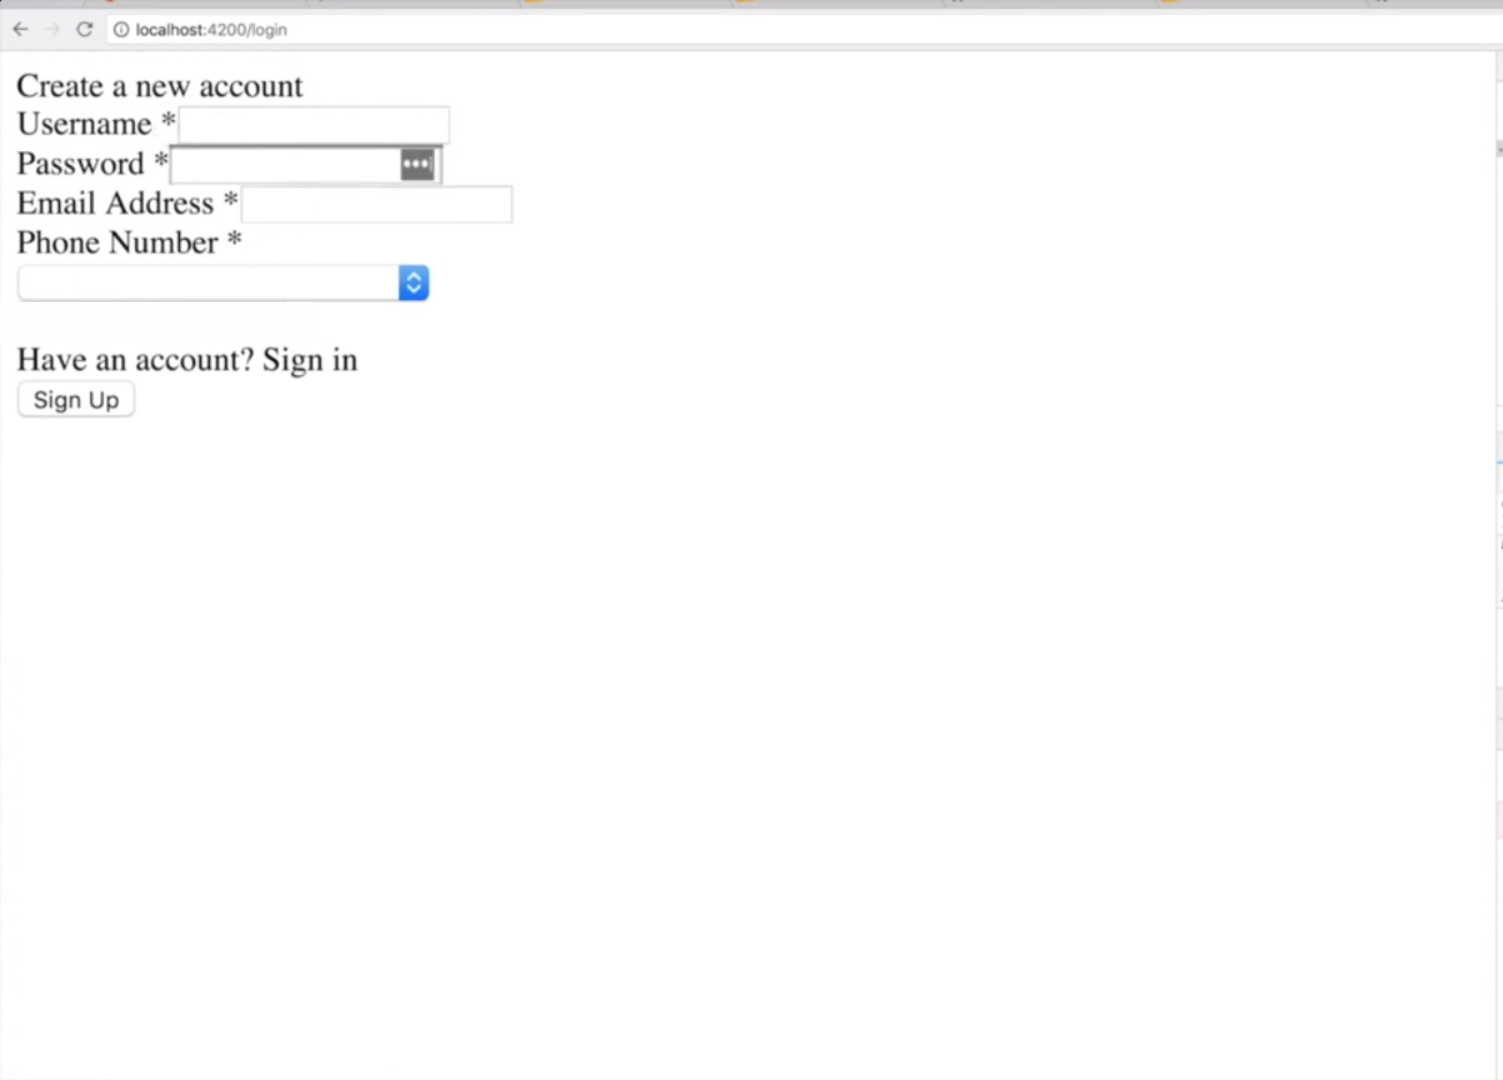 localhost:4200/login
Create a new account
Username *
Password *
Email Address *
Phone Number *
Have an account? Sign in
Sign Up